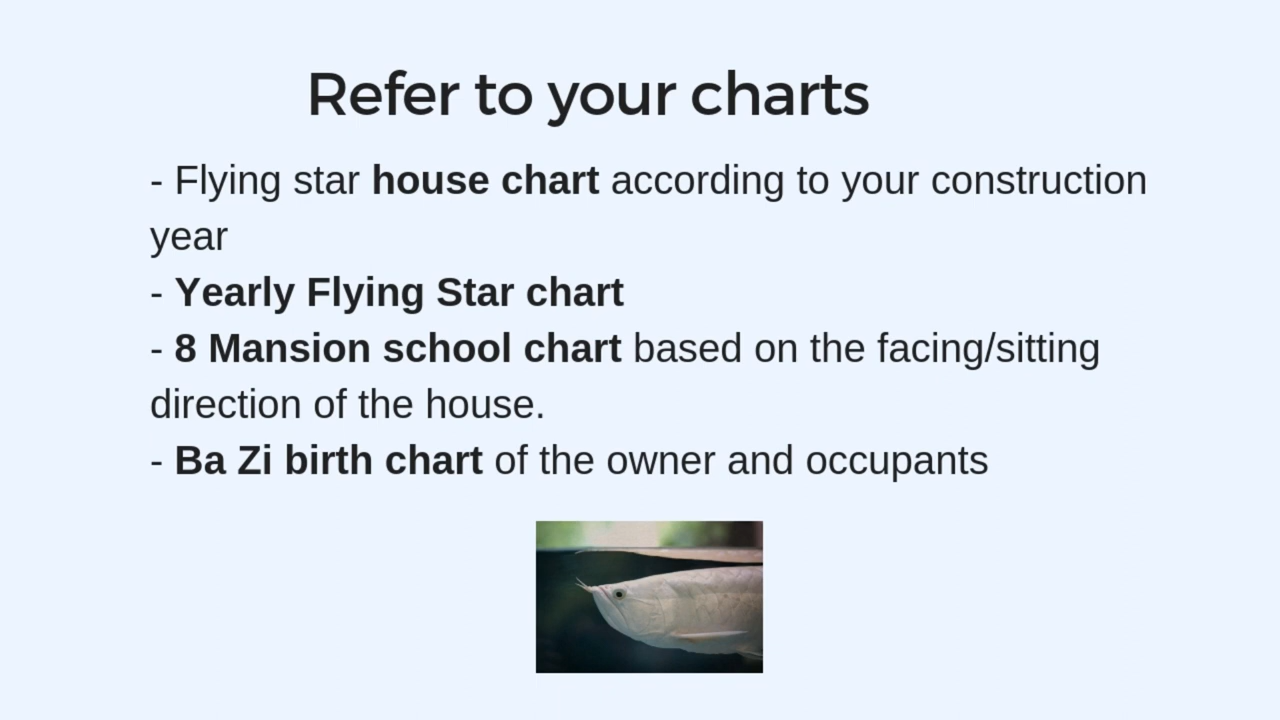 Refer to your charts
- Flying star house chart according to your construction
year
- Yearly Flying Star chart
- 8 Mansion school chart based on the facing/sitting
direction of the house.
- Ba Zi birth chart of the owner and occupants